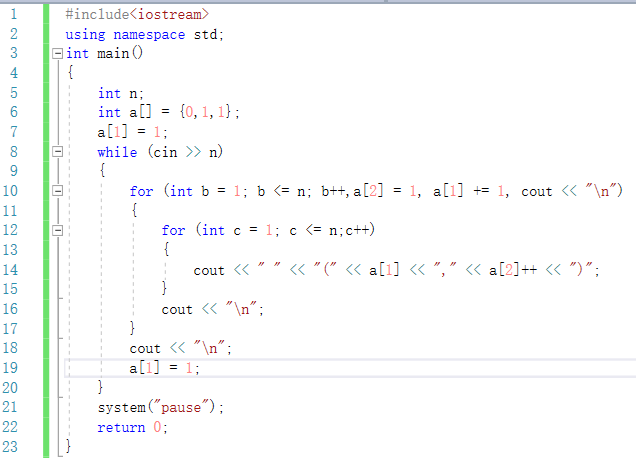 1 #include<iostream>
2 using namespace std;
3 int main()
4 {
5 int n;
6 int a[] = {0,1,1};
7 a[1] = 1;
8 while (cin >> n)
9 {
10 for (int b = 1; b <= n; b++,a[2] = 1, a[1] += 1, cout << "\n")
11 {
12 for (int c = 1; c <= n;c++)
13 {
14 cout << " " << "(" << a[1] << "," << a[2]++ << ")";
15 }
16 cout << "\n";
17 }
18 cout << "\n";
19 a[1] = 1;
20 }
21 system("pause");
22 return 0;
23 }